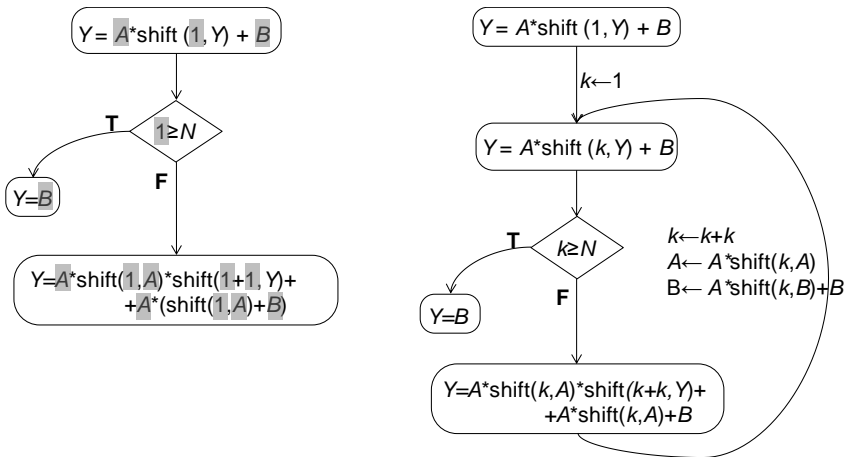 Y = A*shift (1, Y) + B
T
1≥N
F
Y=B
Y=A*shift(1,A)*shift(1+1, Y)+
+A*(shift(1,A)+B)
Y = A*shift (1, Y) + B
k←1
Y = A*shift (k, Y) + B
T
k≥N
F
Y=B
k←k+k
A← A*shift(k,A)
B← A*shift(k,B)+B
Y=A*shift(k,A)*shift(k+k, Y)+
+A*shift(k,A)+B